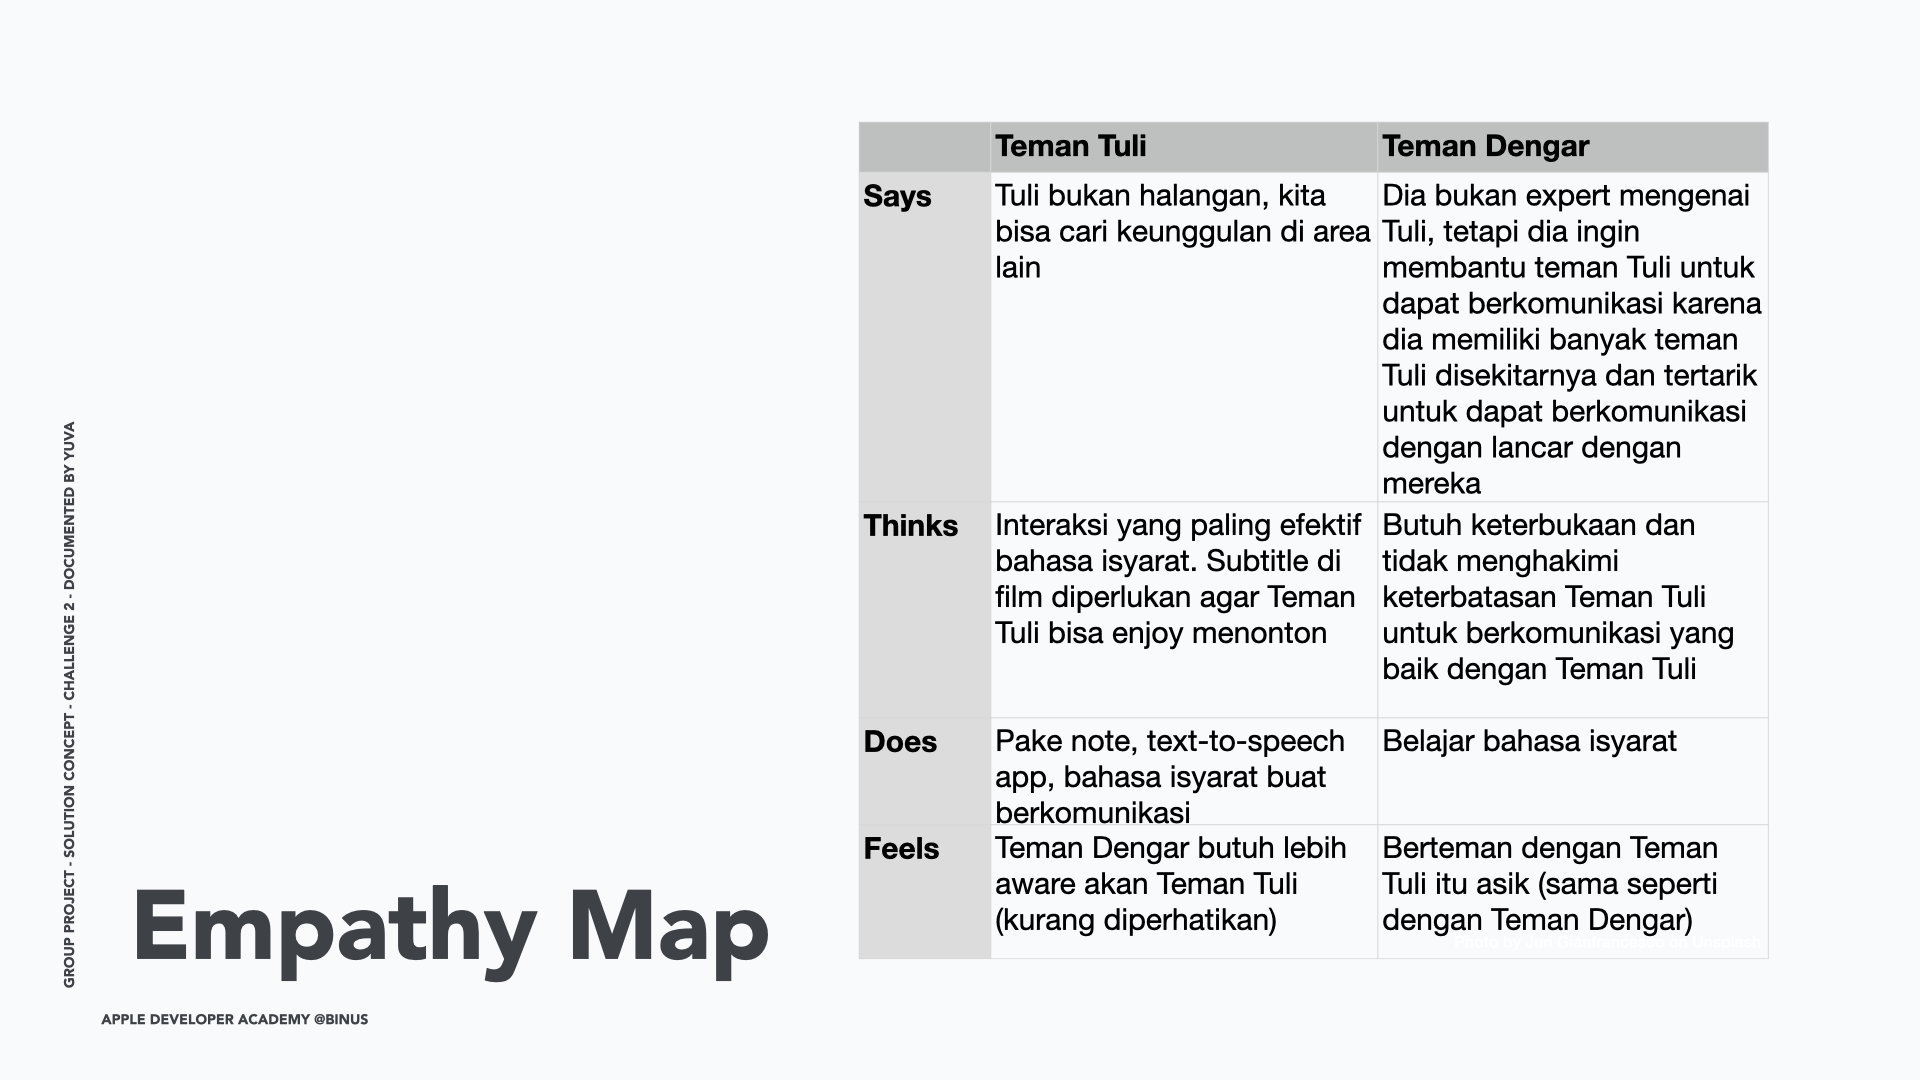 Teman Tuli
Teman Dengar
Says
Tuli bukan halangan, kita
bisa cari keunggulan di area
lain
Dia bukan expert mengenai
Tuli, tetapi dia ingin
membantu teman Tuli untuk
dapat berkomunikasi karena
dia memiliki banyak teman
Tuli disekitarnya dan tertarik
untuk dapat berkomunikasi
dengan lancar dengan
mereka
Thinks
Interaksi yang paling efektif
bahasa isyarat. Subtitle di
film diperlukan agar Teman
Tuli bisa enjoy menonton
Butuh keterbukaan dan
tidak menghakimi
keterbatasan Teman Tuli
untuk berkomunikasi yang
baik dengan Teman Tuli
Does
Pake note, text-to-speech
app, bahasa isyarat buat
berkomunikasi
Belajar bahasa isyarat
Feels
Teman Dengar butuh lebih
aware akan Teman Tuli
(kurang diperhatikan)
Berteman dengan Teman
Tuli itu asik (sama seperti
dengan Teman Dengar)
Photo by Juri Gianfrancesco on Unsplash
Empathy Map
GROUP PROJECT - SOLUTION CONCEPT - CHALLENGE 2 - DOCUMENTED BY YUVA
APPLE DEVELOPER ACADEMY @BINUS